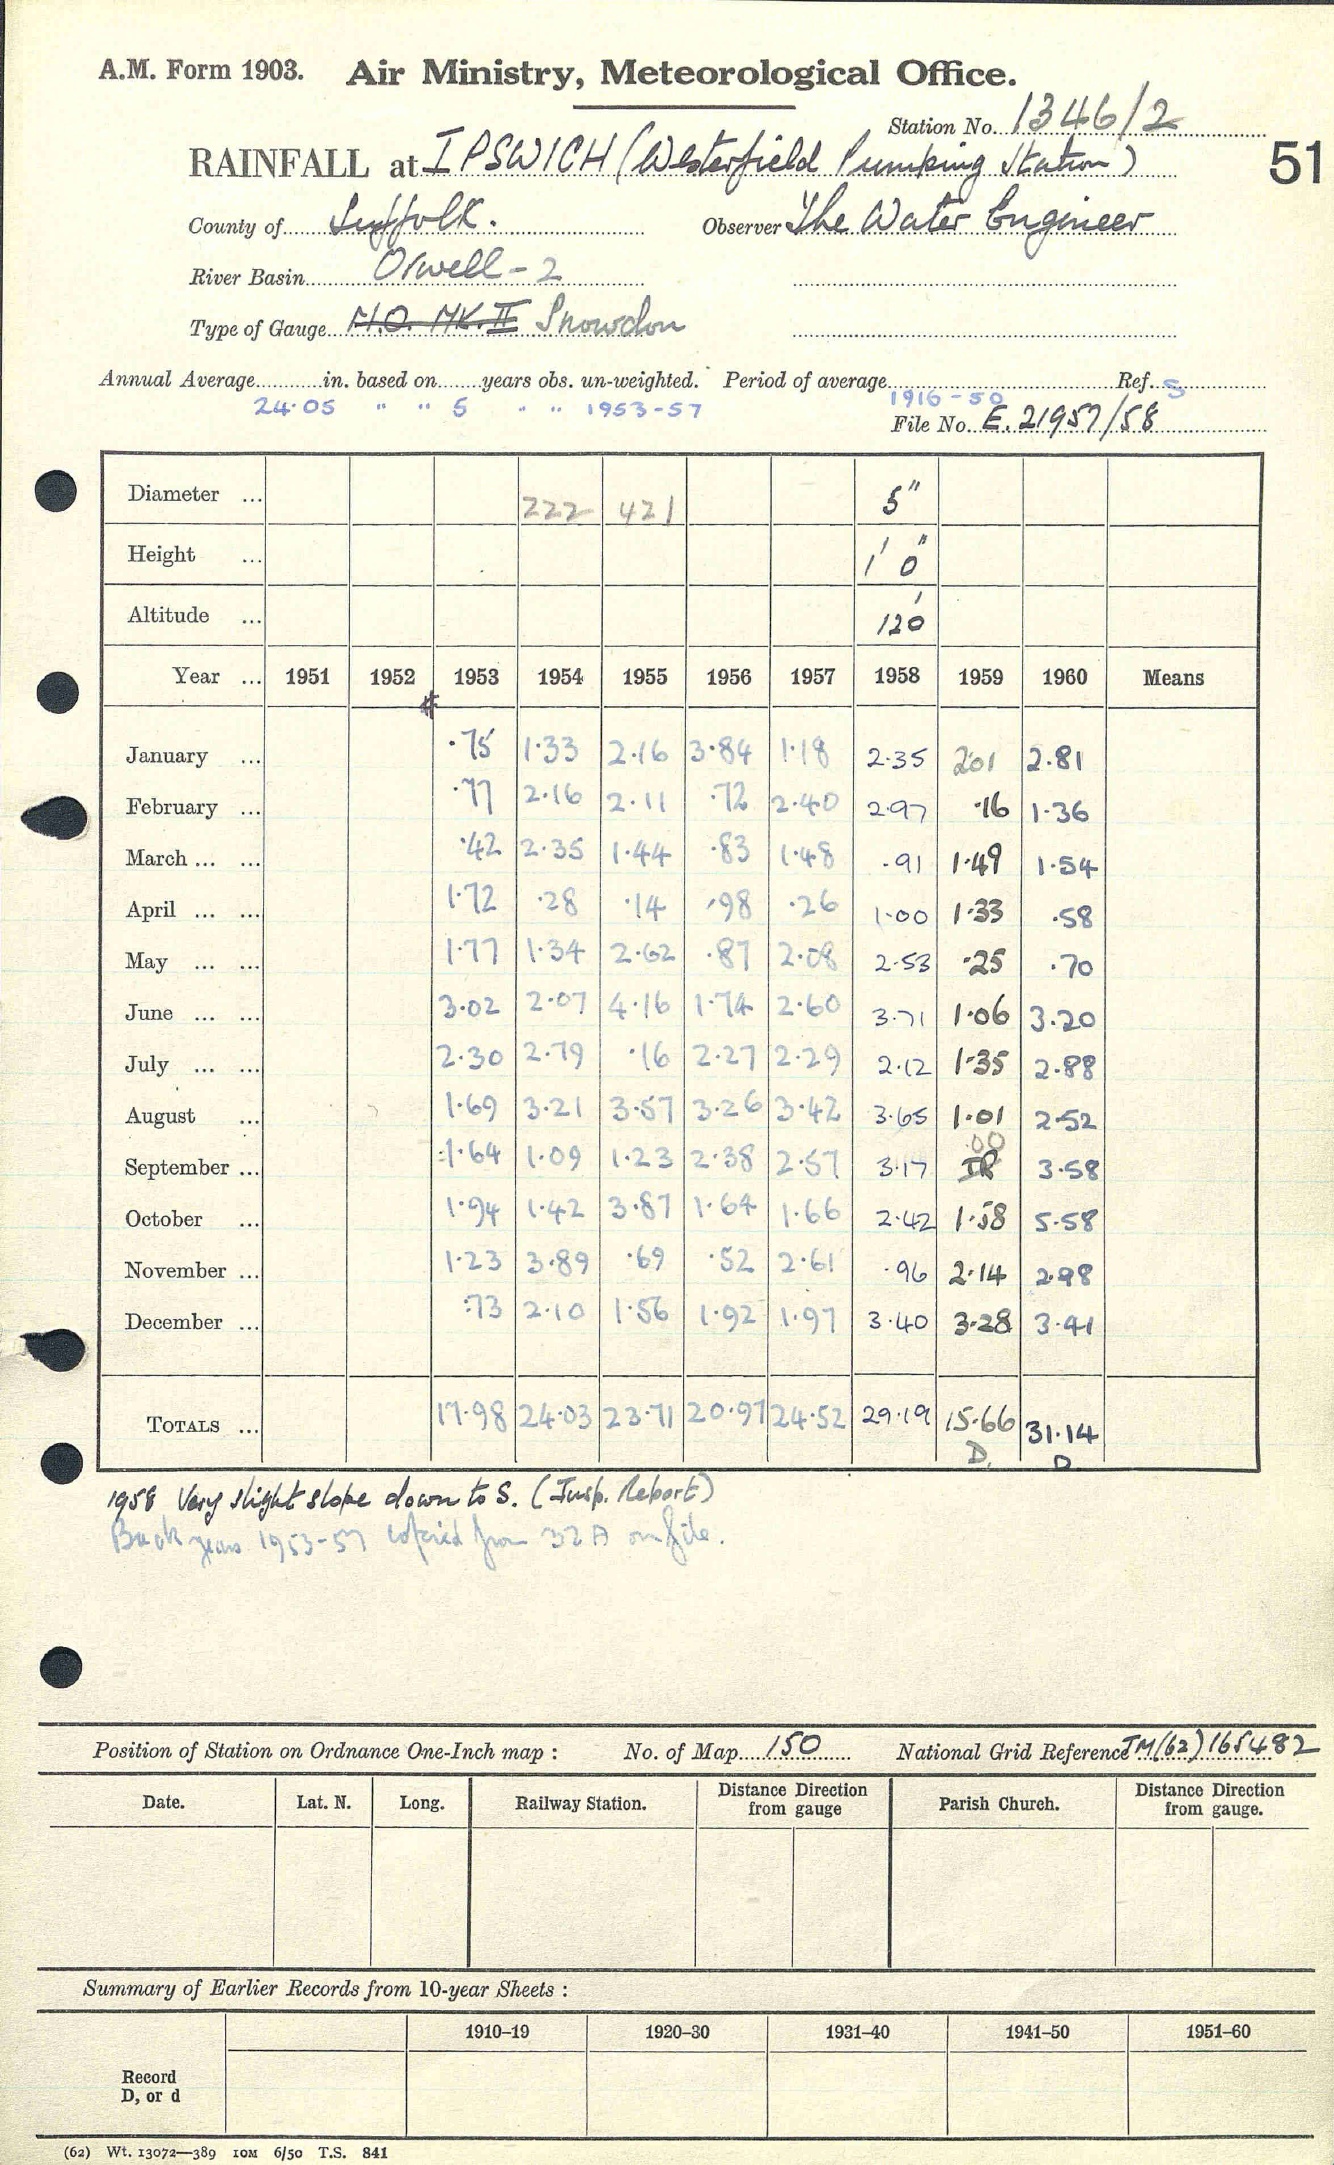 A.M. Form 1903. Air Ministry, Meteorological Office.
Station No. 1346/2
RAINFALL at IPSWICH (Westerfield Pumping Station)
51
County of Suffolk. Observer The Water Engineer
River Basin Orwell - 2
Type of Gauge M.O. MK. II Snowdon
Annual Average in. based on years obs. un-weighted. Period of average 1916-50 Ref. S
24.05 " " 5 " " 1953-57
File No. E.21957/58
Diameter ... 222 421 5"
Height ... 1' 0"
Altitude ... 120'
Year ... 1951 1952 1953 1954 1955 1956 1957 1958 1959 1960 Means
January ... .75 1.33 2.16 3.84 1.18 2.35 2.01 2.81
February ... .77 2.16 2.11 .72 2.40 2.97 .16 1.36
March ... ... .42 2.35 1.44 .83 1.48 .91 1.49 1.54
April ... ... 1.72 .28 .14 .98 .26 1.00 1.33 .58
May ... ... 1.77 1.34 2.62 .87 2.08 2.53 .25 .70
June ... ... 3.02 2.07 4.16 1.74 2.60 3.71 1.06 3.20
July ... ... 2.30 2.79 .16 2.27 2.29 2.12 1.35 2.88
August ... 1.69 3.21 3.57 3.26 3.42 3.65 1.01 2.52
September ... 1.64 1.09 1.23 2.38 2.57 3.17 .00 3.58
October ... 1.94 1.42 3.87 1.64 1.66 2.42 1.58 5.58
November ... 1.23 3.89 .69 .52 2.61 .96 2.14 2.98
December ... .73 2.10 1.56 1.92 1.97 3.40 3.28 3.41
TOTALS ... 17.98 24.03 23.71 20.97 24.52 29.19 15.66 31.14
D. D
1958 Very slight slope down to S. (Insp. Report)
Back years 1953-57 copied from 32A on file.
Position of Station on Ordnance One-Inch map : No. of Map 150 National Grid Reference TM(62)165482
Date. Lat. N. Long. Railway Station. Distance Direction from gauge Parish Church. Distance Direction from gauge.
Summary of Earlier Records from 10-year Sheets :
1910–19 1920–30 1931–40 1941–50 1951–60
Record
D, or d
(62) Wt. 13072—389 10M 6/50 T.S. 841